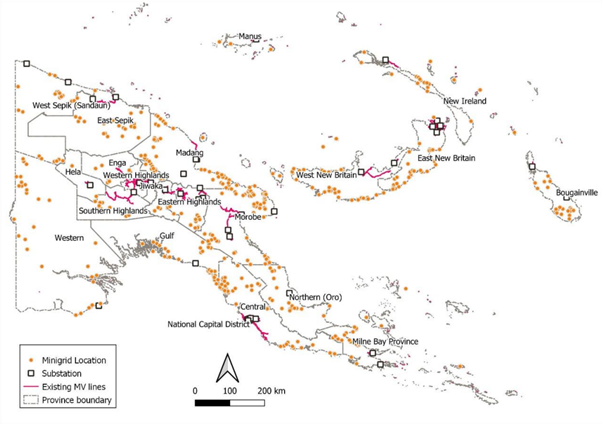 Manus
New Ireland
West Sepik (Sandaun)
East Sepik
East New Britain
Madang
Enga
West New Britain
Hela
Western Highlands
Jiwaka
Bougainville
Eastern Highlands
Southern Highlands
Morobe
Western
Gulf
Northern (Oro)
Central
National Capital District
Milne Bay Province
Minigrid Location
Substation
Existing MV lines
Province boundary
0 100 200 km